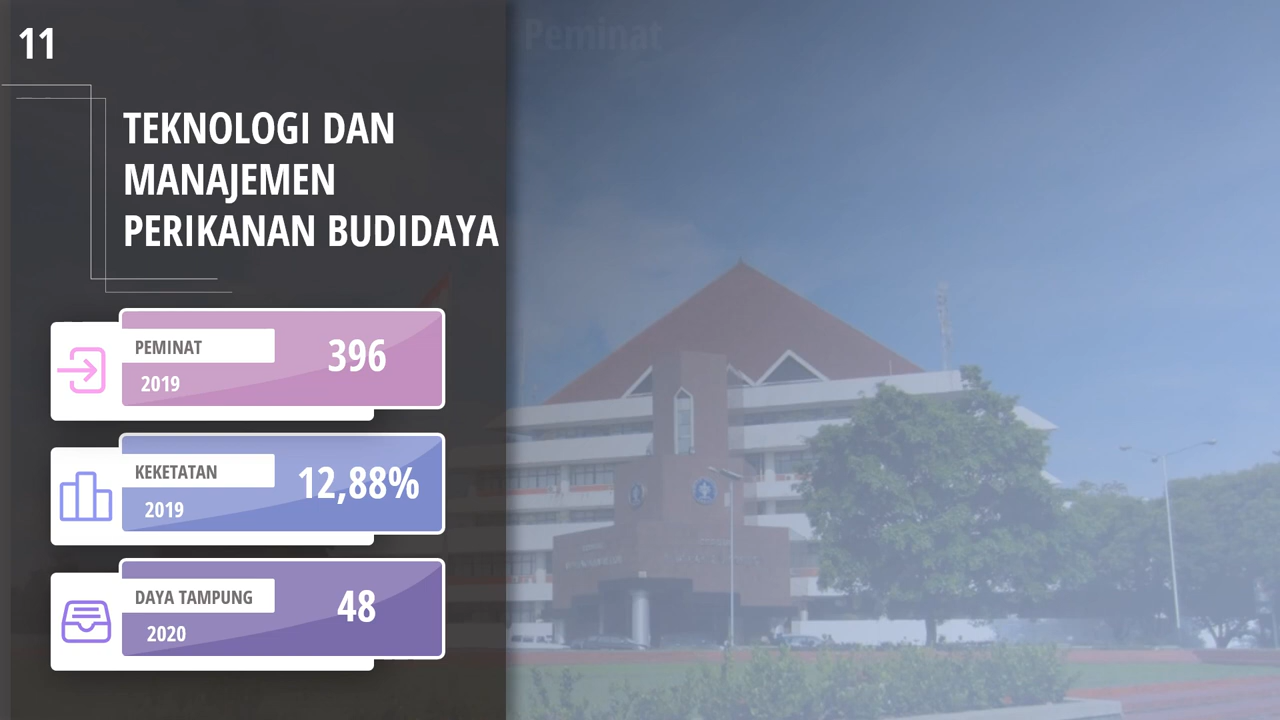 11
Peminat
TEKNOLOGI DAN
MANAJEMEN
PERIKANAN BUDIDAYA
PEMINAT
396
2019
KEKETATAN
12,88%
2019
DAYA TAMPUNG
48
2020